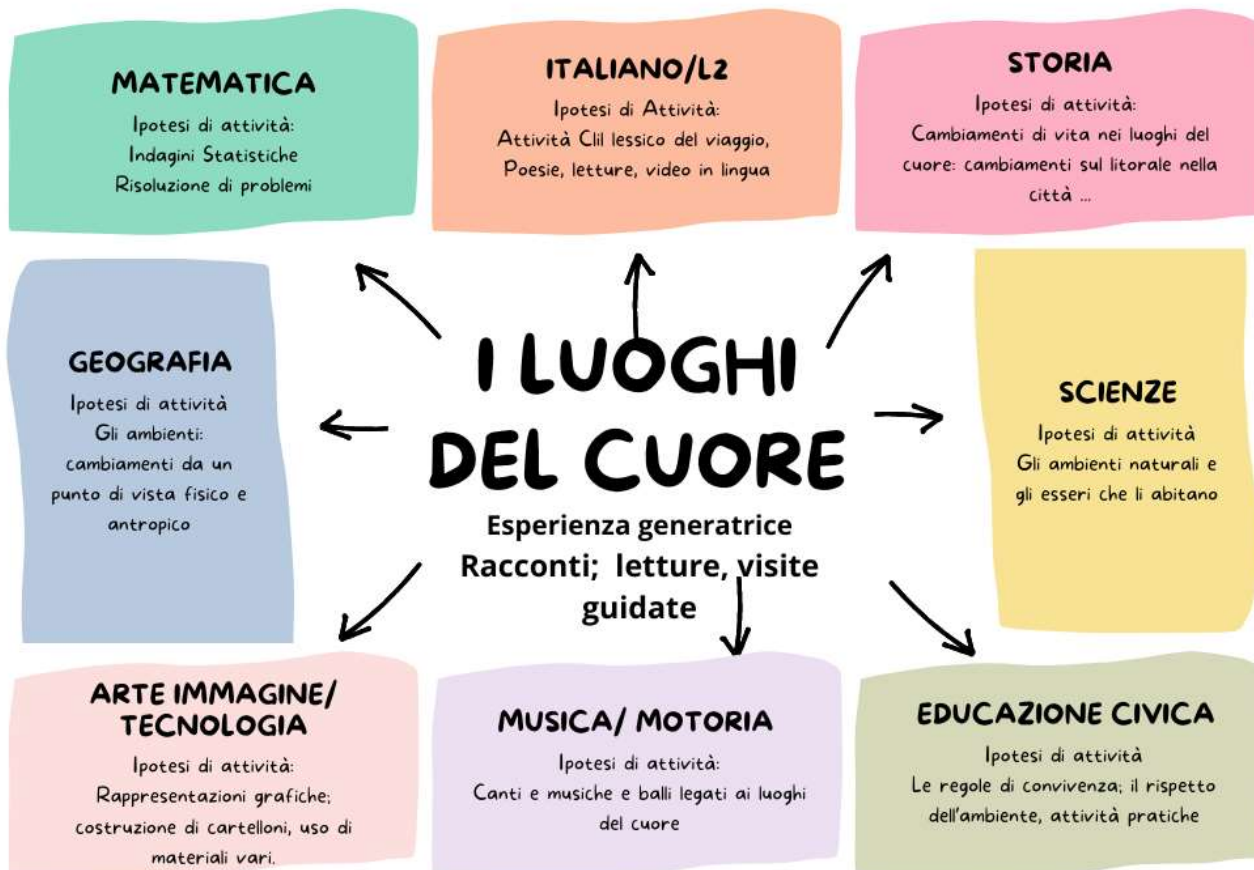 MATEMATICA
Ipotesi di attività:
Indagini Statistiche
Risoluzione di problemi
ITALIANO/L2
Ipotesi di Attività:
Attività Clil lessico del viaggio,
Poesie, letture, video in lingua
STORIA
Ipotesi di attività:
Cambiamenti di vita nei luoghi del
cuore: cambiamenti sul litorale nella
città ...
GEOGRAFIA
Ipotesi di attività
Gli ambienti:
cambiamenti da un
punto di vista fisico e
antropico
I LUOGHI
DEL CUORE
Esperienza generatrice
Racconti; letture, visite
guidate
SCIENZE
Ipotesi di attività
Gli ambienti naturali e
gli esseri che li abitano
ARTE IMMAGINE/
TECNOLOGIA
Ipotesi di attività:
Rappresentazioni grafiche;
costruzione di cartelloni, uso di
materiali vari.
MUSICA/ MOTORIA
Ipotesi di attività:
Canti e musiche e balli legati ai luoghi
del cuore
EDUCAZIONE CIVICA
Ipotesi di attività
Le regole di convivenza; il rispetto
dell'ambiente, attività pratiche